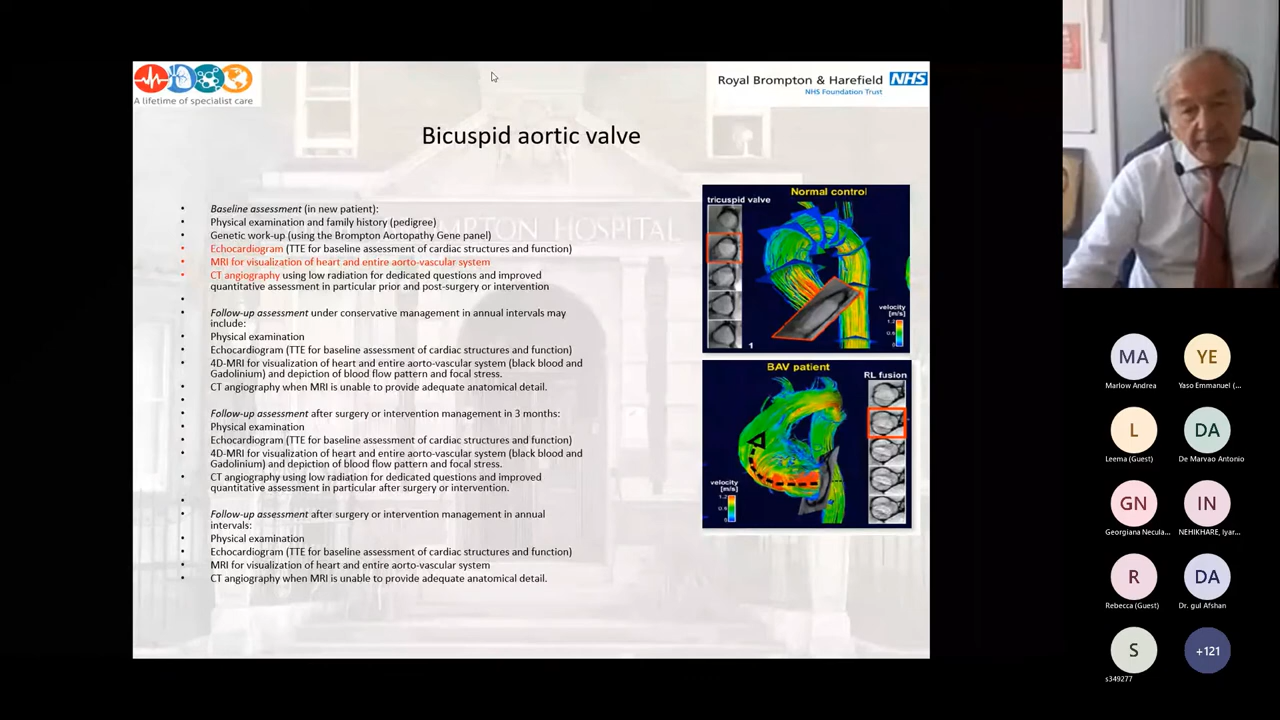 A lifetime of specialist care
Royal Brompton & Harefield NHS
NHS Foundation Trust
Bicuspid aortic valve
• Baseline assessment (in new patient):
• Physical examination and family history (pedigree)
• Genetic work-up (using the Brompton Aortopathy Gene panel)
• Echocardiogram (TTE for baseline assessment of cardiac structures and function)
• MRI for visualization of heart and entire aorto-vascular system
• CT angiography using low radiation for dedicated questions and improved
quantitative assessment in particular prior and post-surgery or intervention
•
• Follow-up assessment under conservative management in annual intervals may
include:
• Physical examination
• Echocardiogram (TTE for baseline assessment of cardiac structures and function)
• 4D-MRI for visualization of heart and entire aorto-vascular system (black blood and
Gadolinium) and depiction of blood flow pattern and focal stress.
• CT angiography when MRI is unable to provide adequate anatomical detail.
•
• Follow-up assessment after surgery or intervention management in 3 months:
• Physical examination
• Echocardiogram (TTE for baseline assessment of cardiac structures and function)
• 4D-MRI for visualization of heart and entire aorto-vascular system (black blood and
Gadolinium) and depiction of blood flow pattern and focal stress.
• CT angiography using low radiation for dedicated questions and improved
quantitative assessment in particular after surgery or intervention.
•
• Follow-up assessment after surgery or intervention management in annual
intervals:
• Physical examination
• Echocardiogram (TTE for baseline assessment of cardiac structures and function)
• MRI for visualization of heart and entire aorto-vascular system
• CT angiography when MRI is unable to provide adequate anatomical detail.
HOSPITAL
Normal control
tricuspid valve
velocity
[m/s]
1
BAV patient
RL fusion
velocity
[m/s]
MA
Marlow Andrea
YE
Yaso Emmanuel (...
L
Leema (Guest)
DA
De Marvao Antonio
GN
Georgiana Necula...
IN
NEHIKHARE, Iyar...
R
Rebecca (Guest)
DA
Dr. gul Afshan
S
s349277
+121